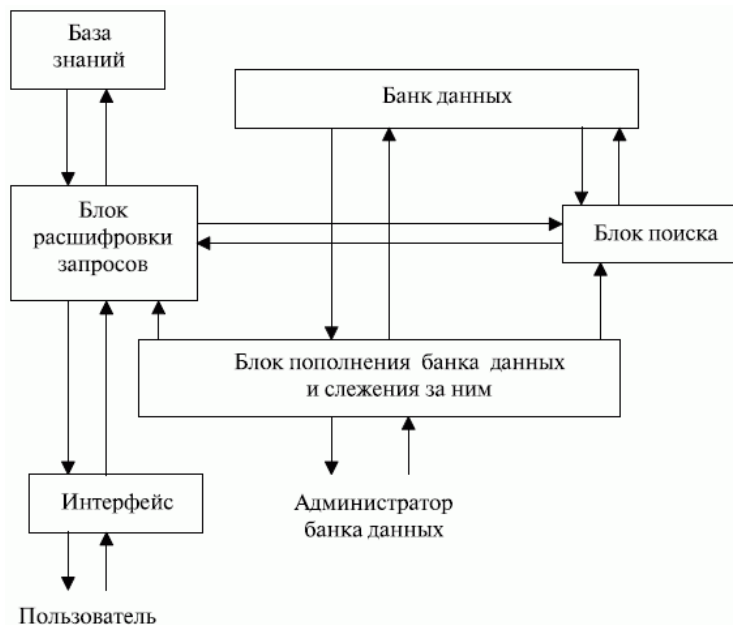 База
знаний
Банк данных
Блок
расшифровки
запросов
Блок поиска
Блок пополнения банка данных
и слежения за ним
Интерфейс
Администратор
банка данных
Пользователь